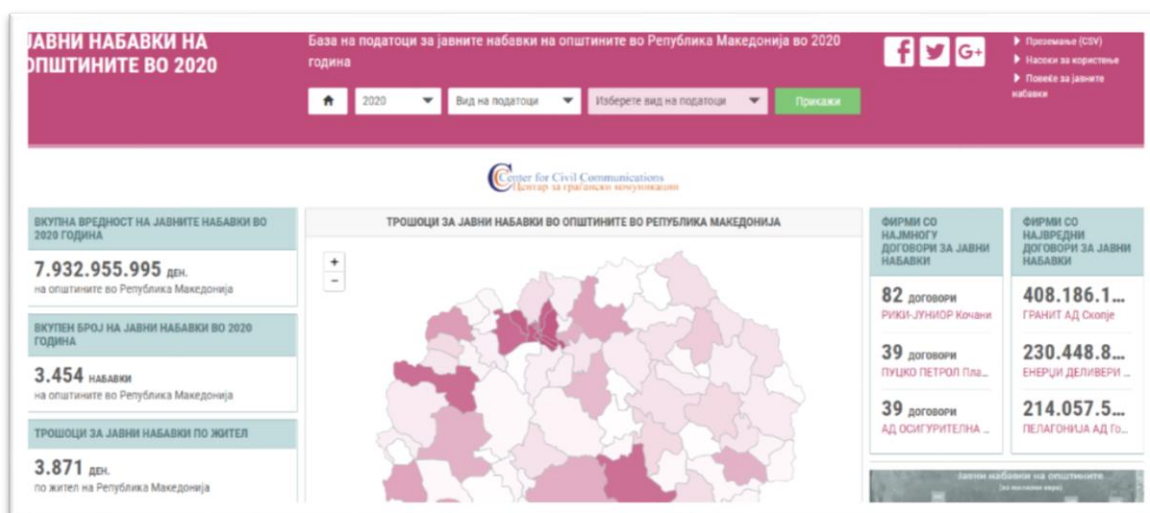 ЈАВНИ НАБАВКИ НА
ОПШТИНИТЕ ВО 2020
База на податоци за јавните набавки на општините во Република Македонија во 2020
година
2020
Вид на податоци
Изберете вид на податоци
Прикажи
f
G+
Преземање (CSV)
Насоки за користење
Повеќе за јавните
набавки
Center for Civil Communications
Центар за граѓански комуникации
ВКУПНА ВРЕДНОСТ НА ЈАВНИТЕ НАБАВКИ ВО
2020 ГОДИНА
7.932.955.995 ден.
на општините во Република Македонија
ВКУПЕН БРОЈ НА ЈАВНИ НАБАВКИ ВО 2020
ГОДИНА
3.454 набавки
на општините во Република Македонија
ТРОШОЦИ ЗА ЈАВНИ НАБАВКИ ПО ЖИТЕЛ
3.871 ден.
по жител на Република Македонија
ТРОШОЦИ ЗА ЈАВНИ НАБАВКИ ВО ОПШТИНИТЕ ВО РЕПУБЛИКА МАКЕДОНИЈА
+
−
ФИРМИ СО
НАЈМНОГУ
ДОГОВОРИ ЗА ЈАВНИ
НАБАВКИ
82 договори
РИКИ-ЈУНИОР Кочани
39 договори
ПУЦКО ПЕТРОЛ Пла...
39 договори
АД ОСИГУРИТЕЛНА ...
ФИРМИ СО
НАЈВРЕДНИ
ДОГОВОРИ ЗА ЈАВНИ
НАБАВКИ
408.186.1...
ГРАНИТ АД Скопје
230.448.8...
ЕНЕРЏИ ДЕЛИВЕРИ ...
214.057.5...
ПЕЛАГОНИЈА АД Го...
Јавни набавки на општините
(во милиони евра)